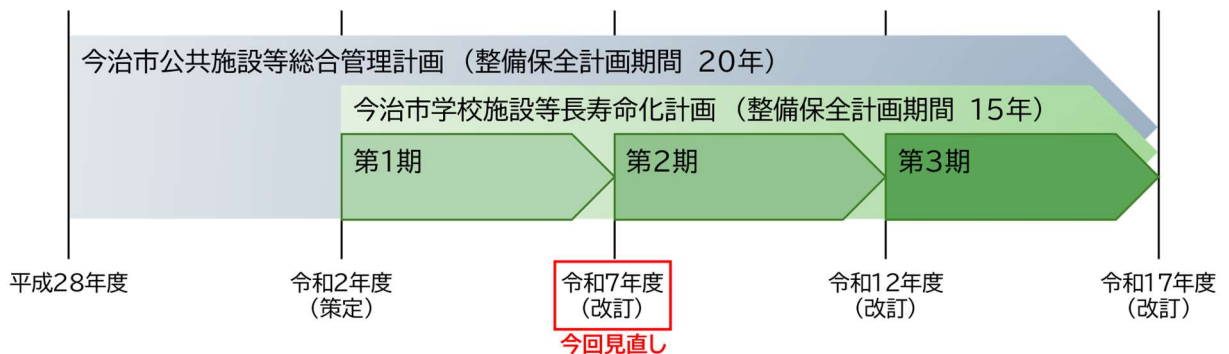 今治市公共施設等総合管理計画（整備保全計画期間 20年）
今治市学校施設等長寿命化計画（整備保全計画期間 15年）
第1期
第2期
第3期
平成28年度
令和2年度
（策定）
令和7年度
（改訂）
令和12年度
（改訂）
令和17年度
（改訂）
今回見直し